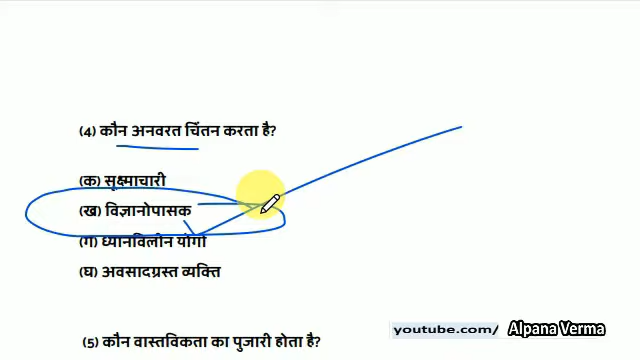 (4) कौन अनवरत चिंतन करता है?
(क) सूक्ष्माचारी
(ख) विज्ञानोपासक
(ग) ध्यानविलीन योगी
(घ) अवसादग्रस्त व्यक्ति
(5) कौन वास्तविकता का पुजारी होता है?
youtube.com/ Alpana Verma